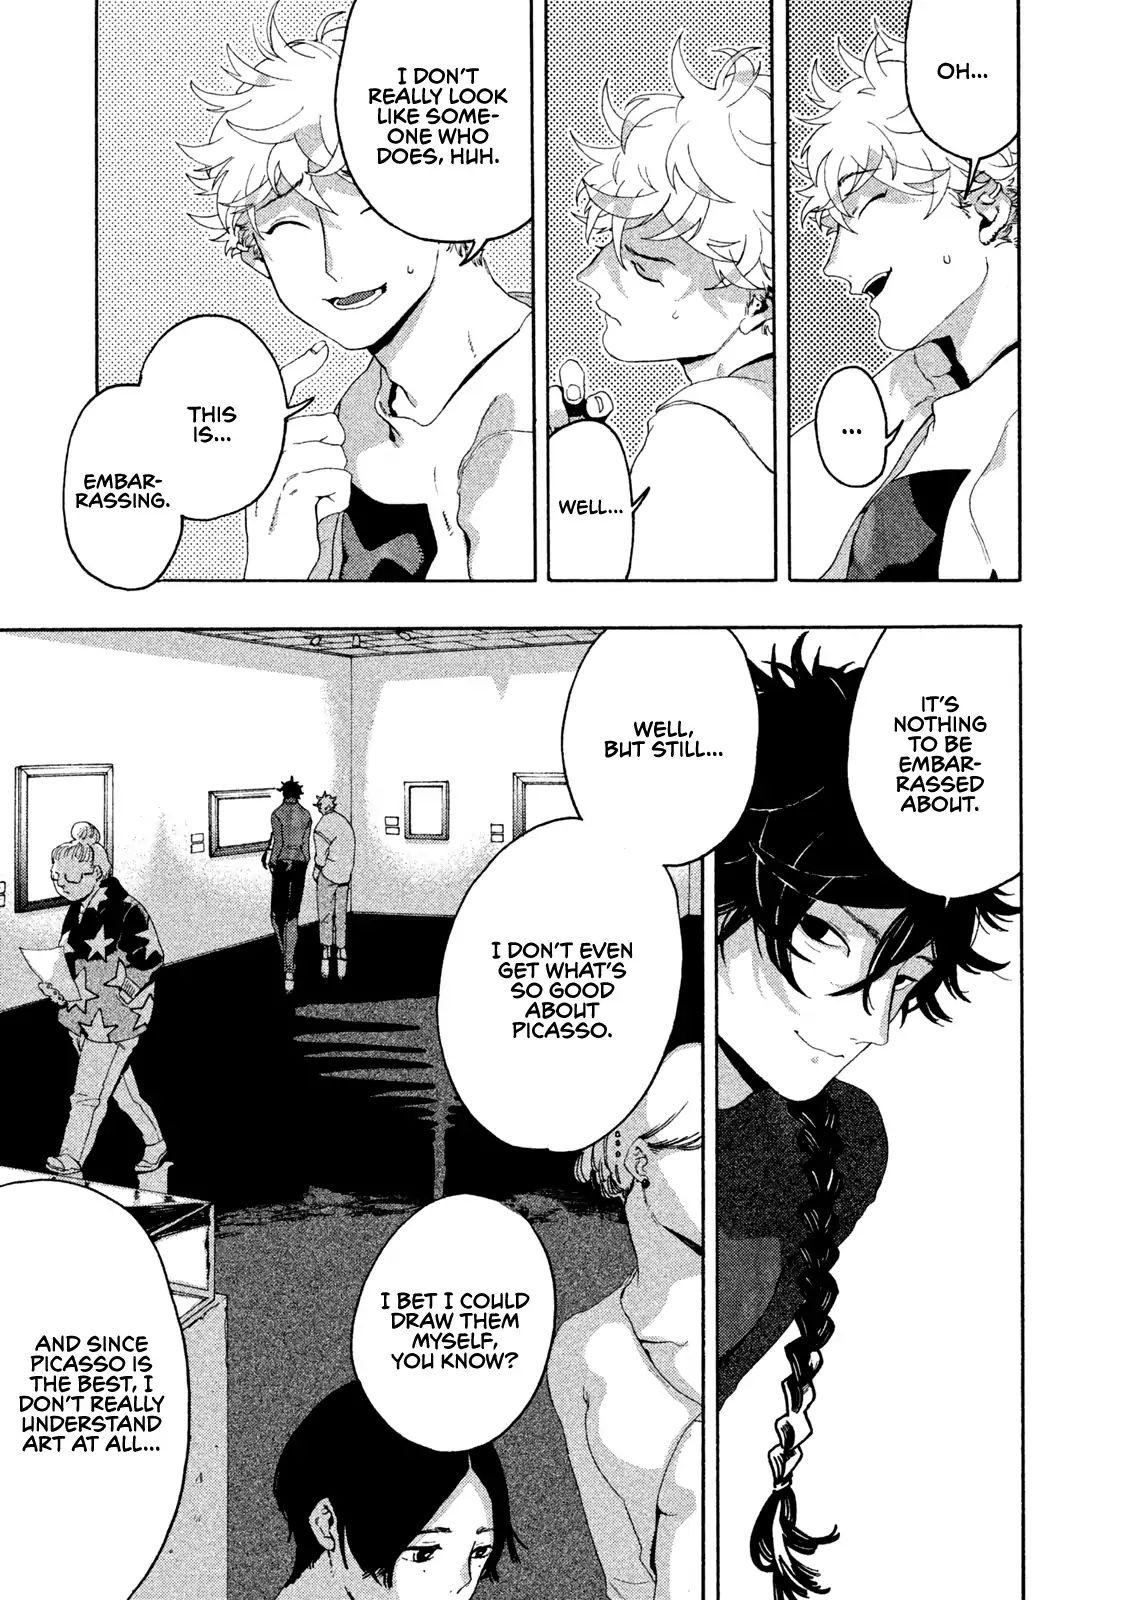 OH...
...
WELL...
I DON'T
REALLY LOOK
LIKE SOME-
ONE WHO
DOES, HUH.
THIS
IS...
EMBAR-
RASSING.
IT'S
NOTHING
TO BE
EMBAR-
RASSED
ABOUT.
WELL,
BUT STILL...
I DON'T EVEN
GET WHAT'S
SO GOOD
ABOUT
PICASSO.
I BET I COULD
DRAW THEM
MYSELF,
YOU KNOW?
AND SINCE
PICASSO IS
THE BEST, I
DON'T REALLY
UNDERSTAND
ART AT ALL...